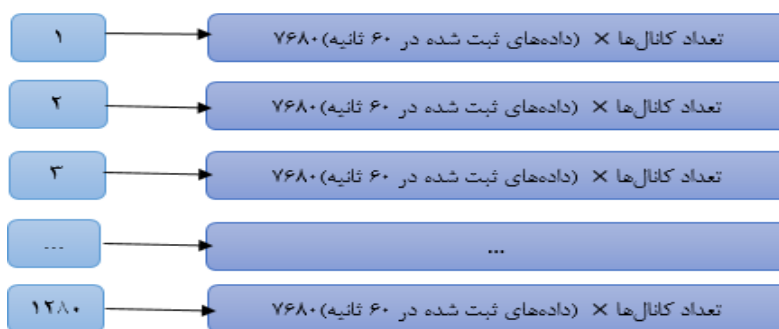 ۱
تعداد کانال‌ها × (داده‌های ثبت شده در ۶۰ ثانیه)۷۶۸۰
۲
تعداد کانال‌ها × (داده‌های ثبت شده در ۶۰ ثانیه)۷۶۸۰
۳
تعداد کانال‌ها × (داده‌های ثبت شده در ۶۰ ثانیه)۷۶۸۰
...
...
۱۲۸۰
تعداد کانال‌ها × (داده‌های ثبت شده در ۶۰ ثانیه)۷۶۸۰